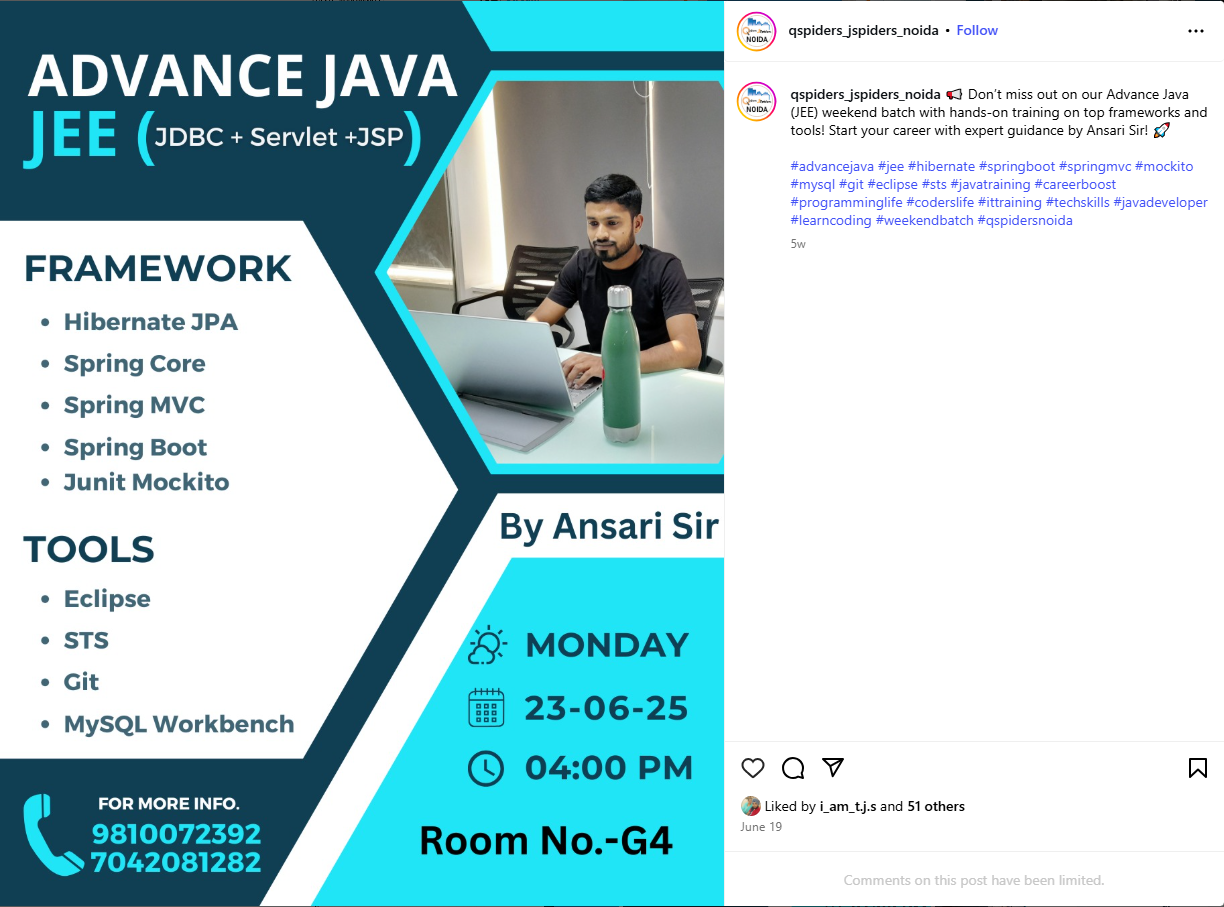 ADVANCE JAVA
JEE (JDBC + Servlet +JSP)
FRAMEWORK
• Hibernate JPA
• Spring Core
• Spring MVC
• Spring Boot
• Junit Mockito
TOOLS
• Eclipse
• STS
• Git
• MySQL Workbench
FOR MORE INFO.
9810072392
7042081282
By Ansari Sir
MONDAY
23-06-25
04:00 PM
Room No.-G4
NOIDA
qspiders_jspiders_noida • Follow
NOIDA
qspiders_jspiders_noida 📢 Don’t miss out on our Advance Java
(JEE) weekend batch with hands-on training on top frameworks and
tools! Start your career with expert guidance by Ansari Sir! 🚀
#advancejava #jee #hibernate #springboot #springmvc #mockito
#mysql #git #eclipse #sts #javatraining #careerboost
#programminglife #coderslife #ittraining #techskills #javadeveloper
#learncoding #weekendbatch #qspidersnoida
5w
Liked by i_am_t.j.s and 51 others
June 19
Comments on this post have been limited.